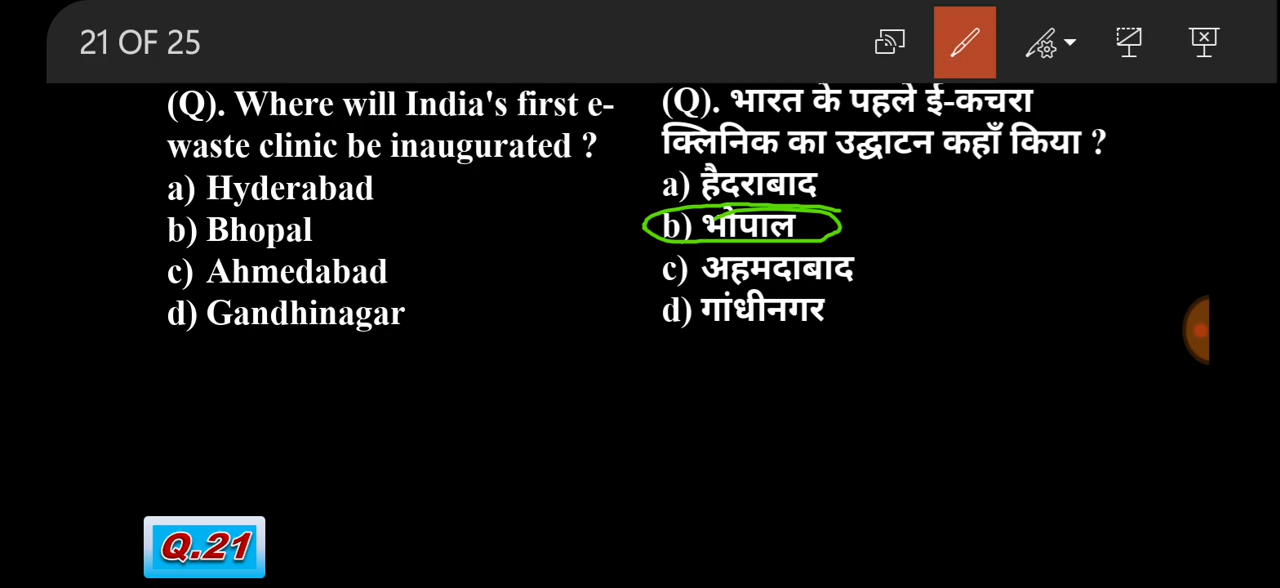 21 OF 25
(Q). Where will India's first e-
waste clinic be inaugurated ?
a) Hyderabad
b) Bhopal
c) Ahmedabad
d) Gandhinagar
(Q). भारत के पहले ई-कचरा
क्लिनिक का उद्घाटन कहाँ किया ?
a) हैदराबाद
b) भोपाल
c) अहमदाबाद
d) गांधीनगर
Q.21